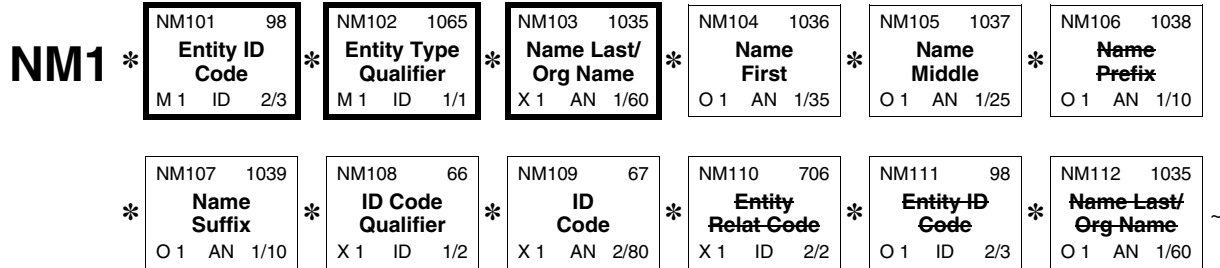 NM101 98 NM102 1065 NM103 1035 NM104 1036 NM105 1037 NM106 1038
NM1 * Entity ID * Entity Type * Name Last/ * Name * Name * Name
Code Qualifier Org Name First Middle Prefix
M 1 ID 2/3 M 1 ID 1/1 X 1 AN 1/60 O 1 AN 1/35 O 1 AN 1/25 O 1 AN 1/10
NM107 1039 NM108 66 NM109 67 NM110 706 NM111 98 NM112 1035
* Name * ID Code * ID * Entity * Entity ID * Name Last/ ~
Suffix Qualifier Code Relat Code Code Org Name
O 1 AN 1/10 X 1 ID 1/2 X 1 AN 2/80 X 1 ID 2/2 O 1 ID 2/3 O 1 AN 1/60